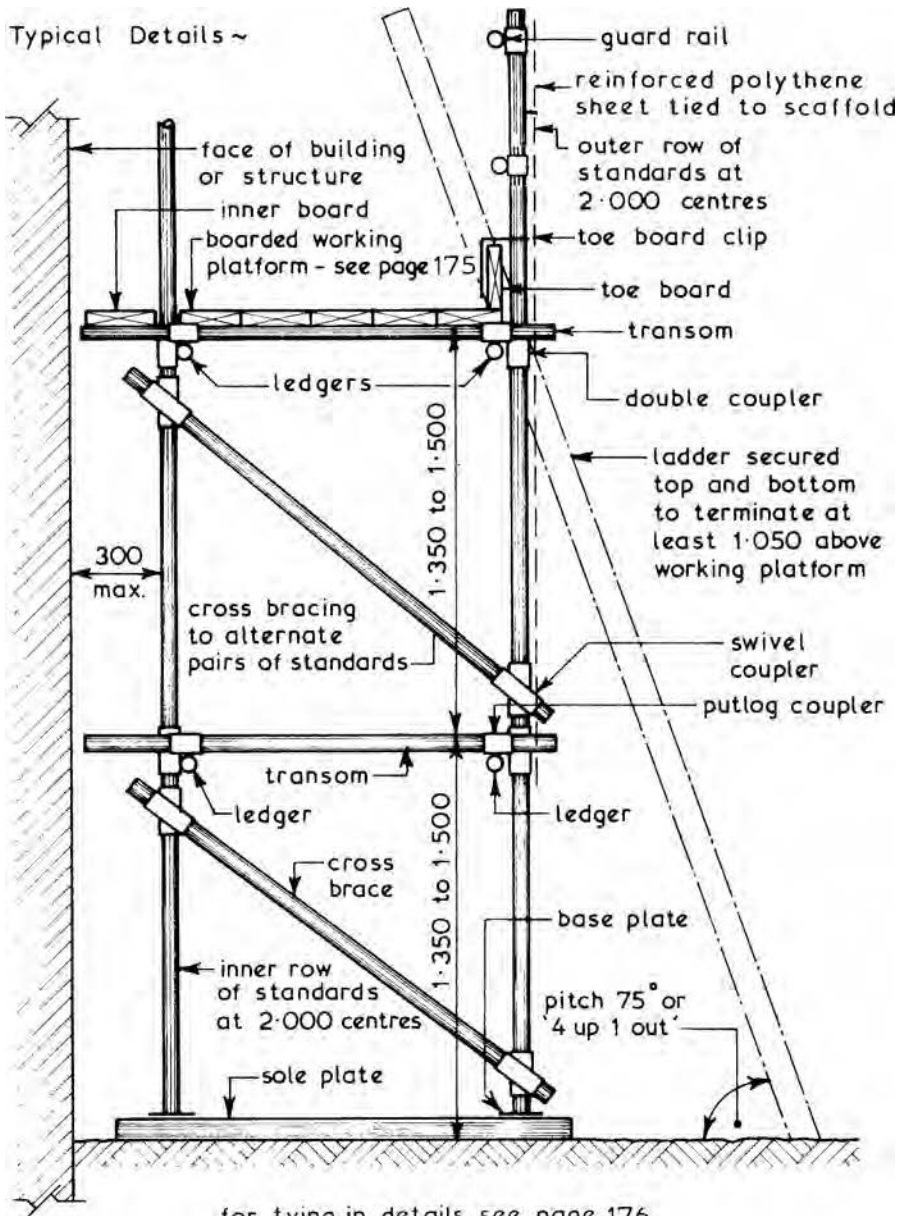 Typical Details ~
guard rail
reinforced polythene
sheet tied to scaffold
outer row of
standards at
2·000 centres
face of building
or structure
inner board
boarded working
platform - see page 175
toe board clip
toe board
transom
ledgers
double coupler
1·350 to 1·500
ladder secured
top and bottom
to terminate at
least 1·050 above
working platform
300
max.
cross bracing
to alternate
pairs of standards
swivel
coupler
putlog coupler
transom
ledger
ledger
1·350 to 1·500
cross
brace
base plate
inner row
of standards
at 2·000 centres
pitch 75° or
'4 up 1 out'
sole plate
for tying in details see page 176